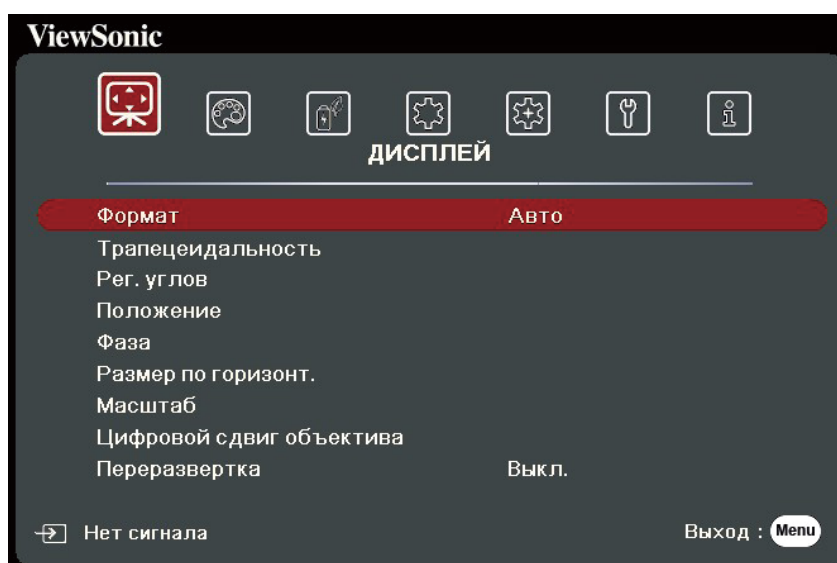 ViewSonic
ДИСПЛЕЙ
Формат Авто
Трапецеидальность
Рег. углов
Положение
Фаза
Размер по горизонт.
Масштаб
Цифровой сдвиг объектива
Переразвертка Выкл.
Нет сигнала Выход : Menu